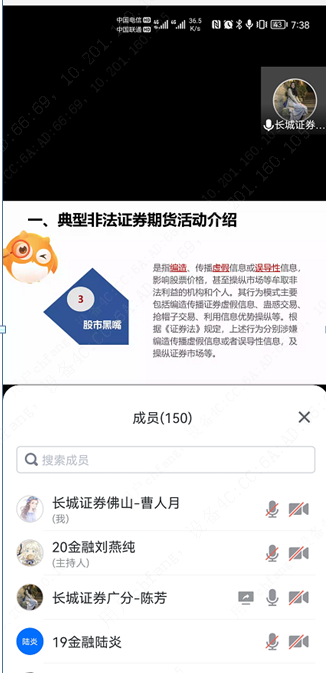 中国电信HD
中国联通HD
4G
4G
36.5
K/s
43
7:38
长城证券...
一、典型非法证券期货活动介绍
3
股市黑嘴
是指编造、传播虚假信息或误导性信息，
影响股票价格，甚至操纵市场等牟取非
法利益的机构和个人。其行为模式主要
包括编造传播证券虚假信息、蛊惑交易、
抢帽子交易、利用信息优势操纵等。根
据《证券法》规定，上述行为分别涉嫌
编造传播虚假信息或者误导性信息，及
操纵证券市场等。
成员(150)
搜索成员
长城证券佛山-曹人月
(我)
20金融刘燕纯
(主持人)
长城证券广分-陈芳
陆炎
19金融陆炎